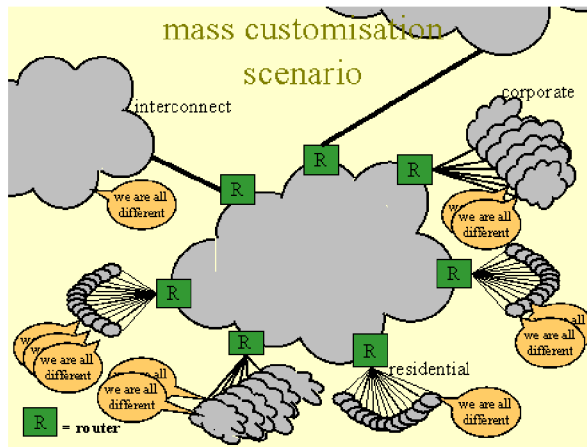 mass customisation
scenario
interconnect
corporate
R
R
R
we are all
different
we are all
different
R
R
we are all
different
R
R
residential
we are all
different
we are all
we are all
different
we are all
different
R
= router